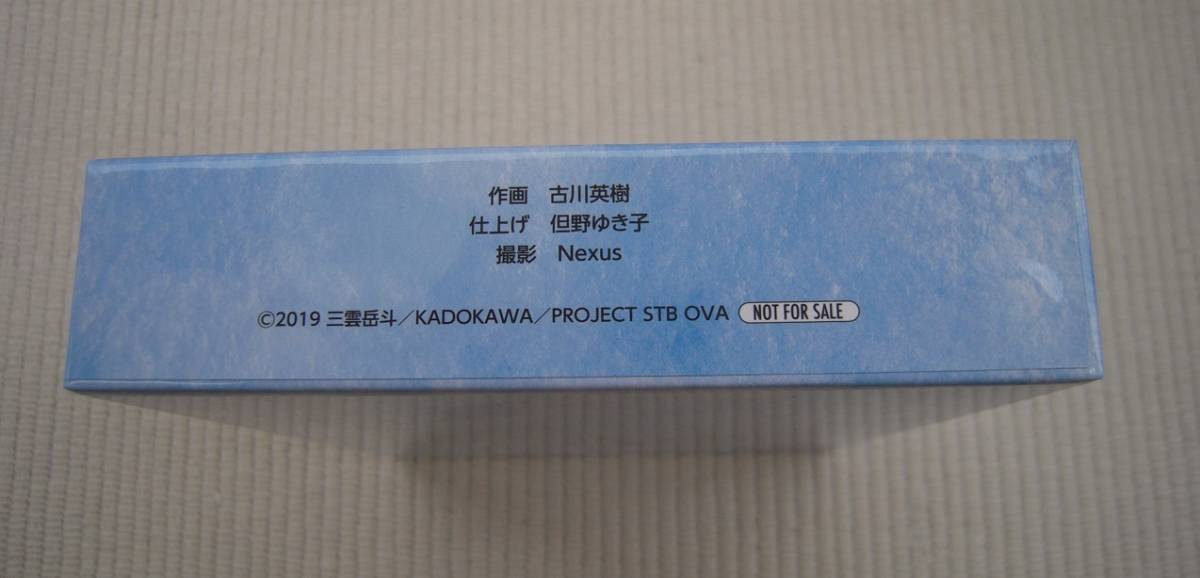 作画　古川英樹
仕上げ　但野ゆき子
撮影　Nexus
©2019 三雲岳斗／KADOKAWA／PROJECT STB OVA NOT FOR SALE